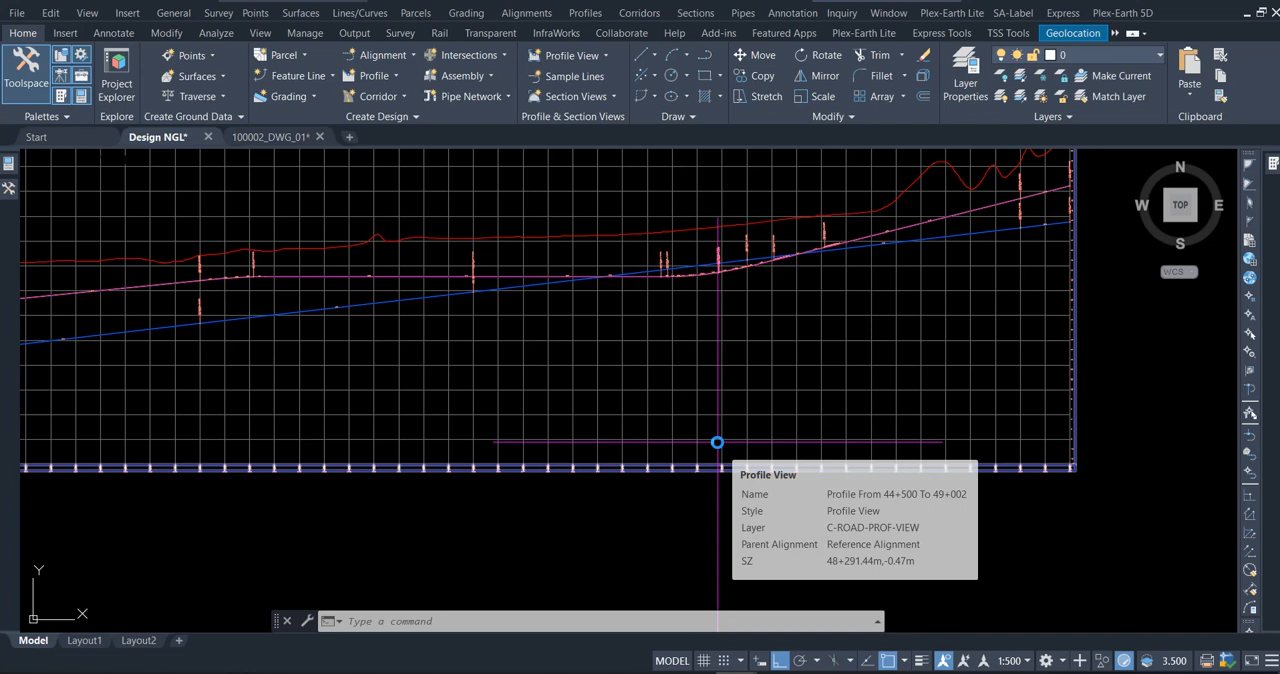 File Edit View Insert General Survey Points Surfaces Lines/Curves Parcels Grading Alignments Profiles Corridors Sections Pipes Annotation Inquiry Window Plex-Earth Lite SA-Label Express Plex-Earth 5D
Home Insert Annotate Modify Analyze View Manage Output Survey Rail Transparent InfraWorks Collaborate Help Add-ins Featured Apps Plex-Earth Lite Express Tools TSS Tools Geolocation
Points Parcel Alignment Intersections Profile View Move Rotate Trim 0
Toolspace Project Explorer Surfaces Feature Line Profile Assembly Sample Lines Copy Mirror Fillet Layer Properties Make Current Paste
Traverse Grading Corridor Pipe Network Section Views Stretch Scale Array Match Layer
Palettes Explore Create Ground Data Create Design Profile & Section Views Draw Modify Layers Clipboard
Start Design NGL* 100002_DWG_01*
N
W TOP E
S
WCS
Profile View
Name Profile From 44+500 To 49+002
Style Profile View
Layer C-ROAD-PROF-VIEW
Parent Alignment Reference Alignment
SZ 48+291.44m,-0.47m
Y
X
Type a command
Model Layout1 Layout2
MODEL 1:500 3.500